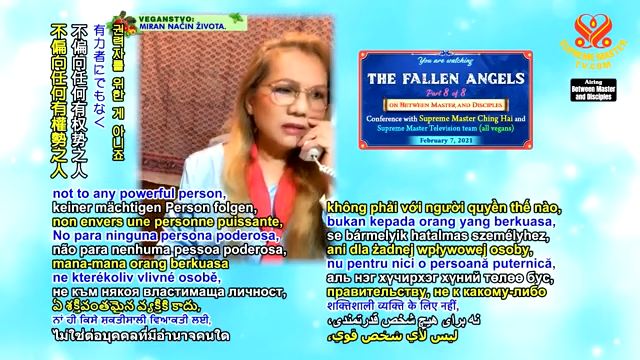 VEGANSTVO:
MIRAN NAČIN ŽIVOTA.
SUPREME MASTER
TV.COM
Airing
Between Master
and Disciples
You are watching
THE FALLEN ANGELS
Part 8 of 8
ON BETWEEN MASTER AND DISCIPLES
Conference with Supreme Master Ching Hai and
Supreme Master Television team (all vegans)
February 7, 2021
권력자를 위한 게 아니죠
有力者にでもなく
不偏向任何有权势之人
不偏向任何有權勢之人
not to any powerful person,
keiner mächtigen Person folgen,
non envers une personne puissante,
No para ninguna persona poderosa,
não para nenhuma pessoa poderosa,
mana-mana orang berkuasa
ne kterékoliv vlivné osobě,
не към някоя властимаща личност,
ఏ శక్తివంతమైన వ్యక్తికి కాదు,
ਨਾਂ ਹੀ ਕਿਸੇ ਸ਼ਕਤੀਸ਼ਾਲੀ ਵਿਅਕਤੀ ਲਈ,
ไม่ใช่ต่อบุคคลที่มีอำนาจคนใด
không phải với người quyền thế nào,
bukan kepada orang yang berkuasa,
se bármelyik hatalmas személyhez,
ani dla żadnej wpływowej osoby,
nu pentru nici o persoană puternică,
аль нэг хүчирхэг хүний төлөө бус,
правительству, не к какому-либо
शक्तिशाली व्यक्ति के लिए नहीं,
نه برای هیچ شخص قدرتمندی،
ليس لأي شخص قوي،